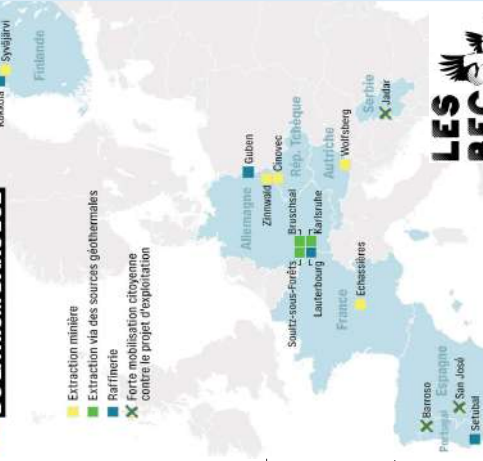 Extraction minière
Extraction via des sources géothermales
Raffinerie
Forte mobilisation citoyenne
contre le projet d'exploitation
Syväjärvi
Finlande
Guben
Allemagne
Zinnwald
Cinovec
Rép. Tchèque
Bruschsal
Soultz-sous-Forêts
Karlsruhe
Lauterbourg
Autriche
Wolfsberg
Serbie
Jadar
France
Echassières
Barroso
Espagne
San José
Portugal
Setubal
LES